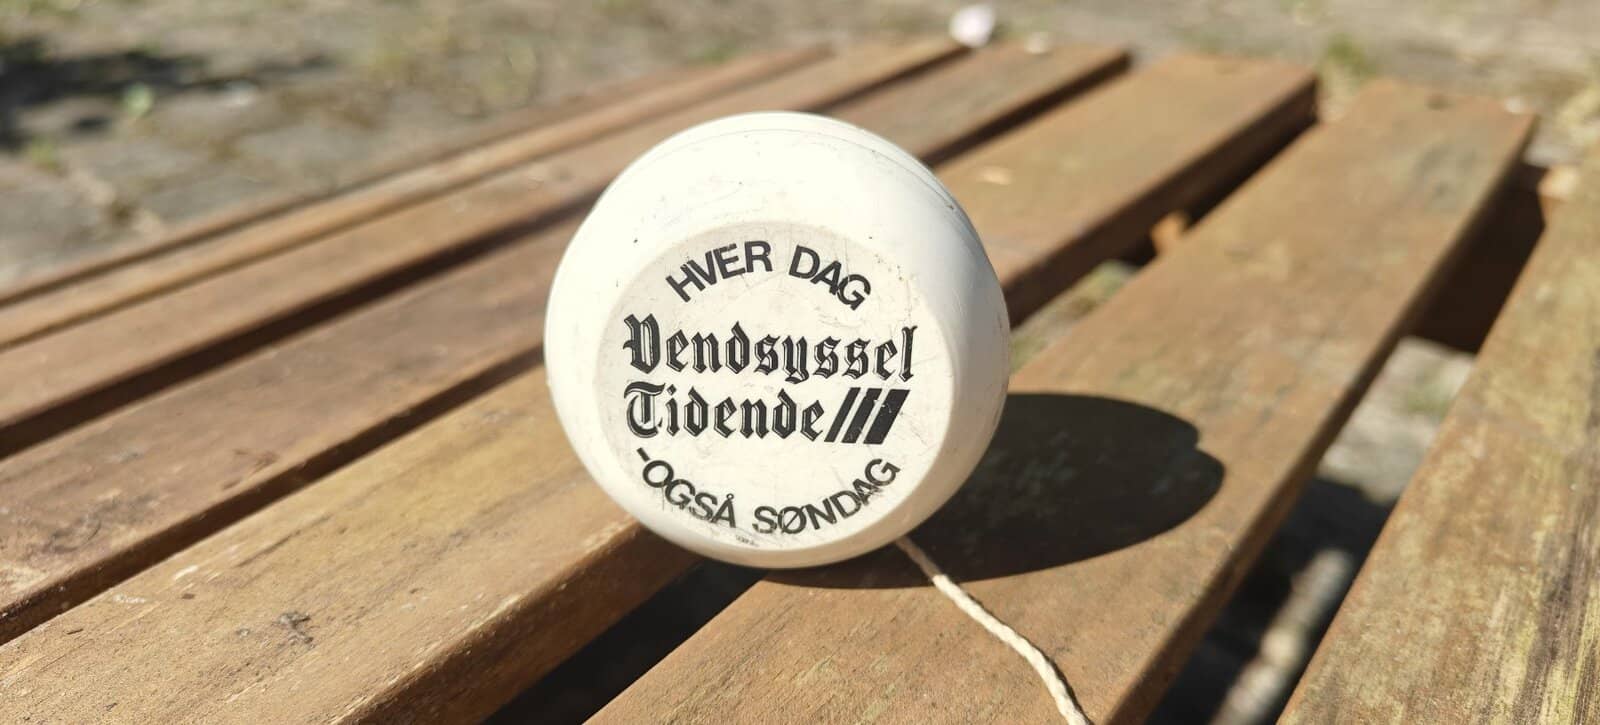 HVER DAG
Vendsyssel
Tidende
-OGSÅ SØNDAG